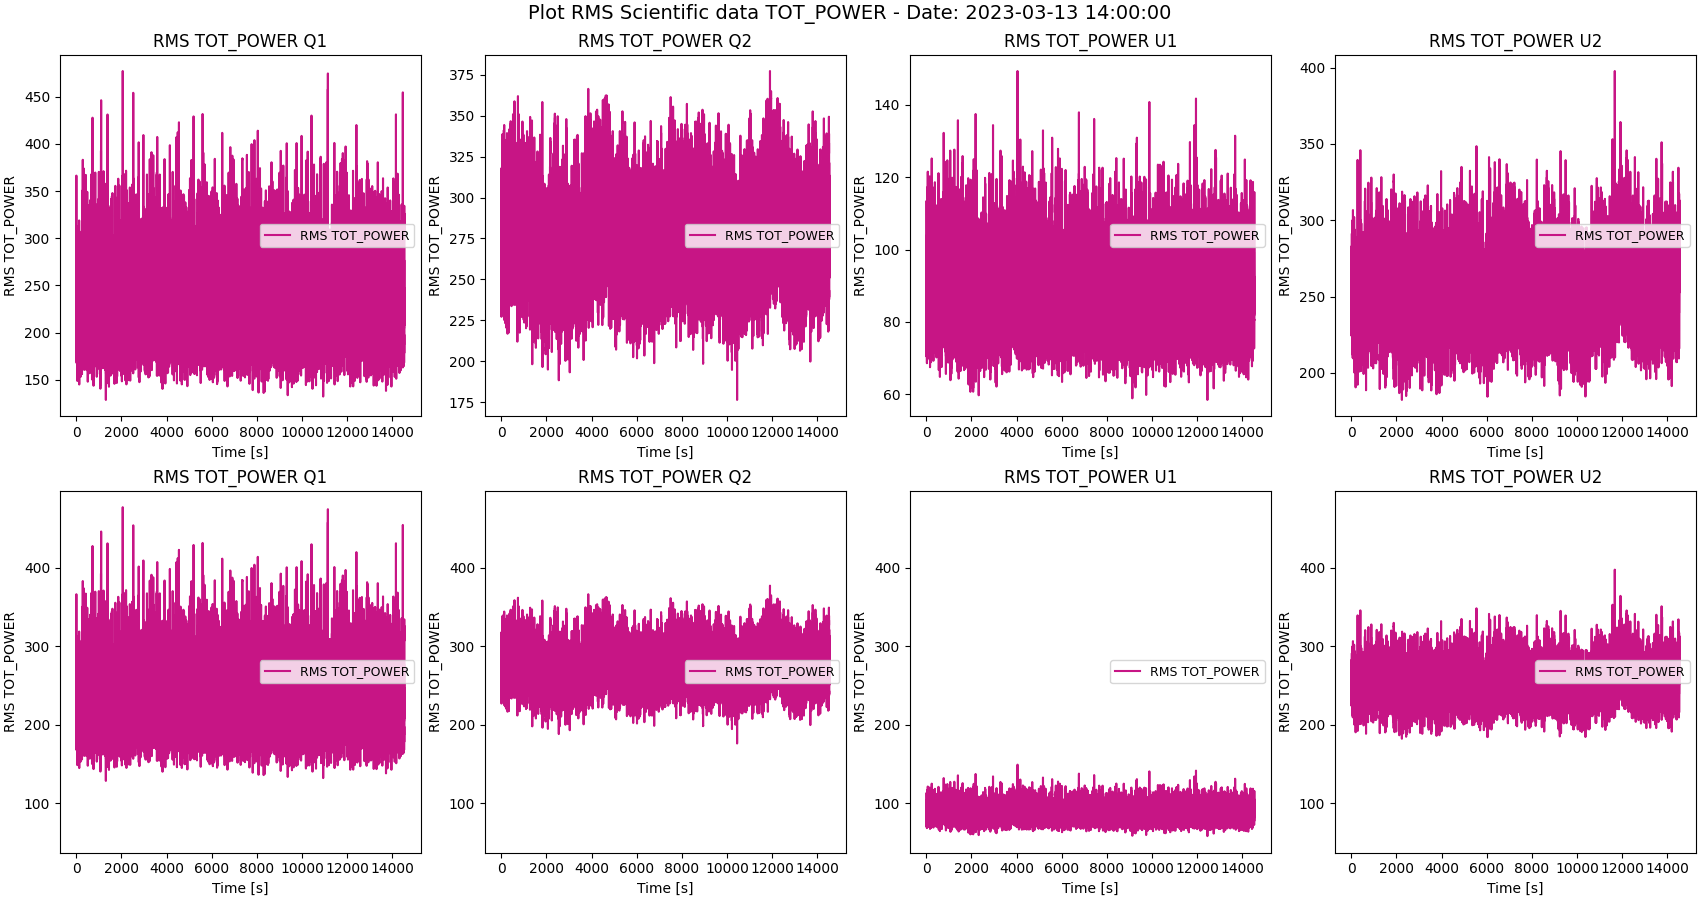 Plot RMS Scientific data TOT_POWER - Date: 2023-03-13 14:00:00
RMS TOT_POWER Q1
RMS TOT_POWER
450
400
350
300
250
200
150
0 2000 4000 6000 8000 10000 12000 14000
Time [s]
RMS TOT_POWER
RMS TOT_POWER Q2
RMS TOT_POWER
375
350
325
300
275
250
225
200
175
0 2000 4000 6000 8000 10000 12000 14000
Time [s]
RMS TOT_POWER
RMS TOT_POWER U1
RMS TOT_POWER
140
120
100
80
60
0 2000 4000 6000 8000 10000 12000 14000
Time [s]
RMS TOT_POWER
RMS TOT_POWER U2
RMS TOT_POWER
400
350
300
250
200
0 2000 4000 6000 8000 10000 12000 14000
Time [s]
RMS TOT_POWER
RMS TOT_POWER Q1
RMS TOT_POWER
400
300
200
100
0 2000 4000 6000 8000 10000 12000 14000
Time [s]
RMS TOT_POWER
RMS TOT_POWER Q2
RMS TOT_POWER
400
300
200
100
0 2000 4000 6000 8000 10000 12000 14000
Time [s]
RMS TOT_POWER
RMS TOT_POWER U1
RMS TOT_POWER
400
300
200
100
0 2000 4000 6000 8000 10000 12000 14000
Time [s]
RMS TOT_POWER
RMS TOT_POWER U2
RMS TOT_POWER
400
300
200
100
0 2000 4000 6000 8000 10000 12000 14000
Time [s]
RMS TOT_POWER